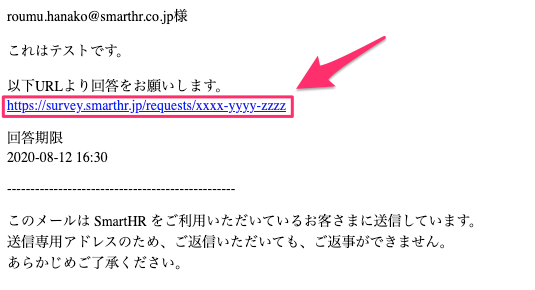 roumu.hanako@smarthr.co.jp様
これはテストです。
以下URLより回答をお願いします。
https://survey.smarthr.jp/requests/xxxx-yyyy-zzzz
回答期限
2020-08-12 16:30
-------------------------------------------------
このメールは SmartHR をご利用いただいているお客さまに送信しています。
送信専用アドレスのため、ご返信いただいても、ご返事ができません。
あらかじめご了承ください。